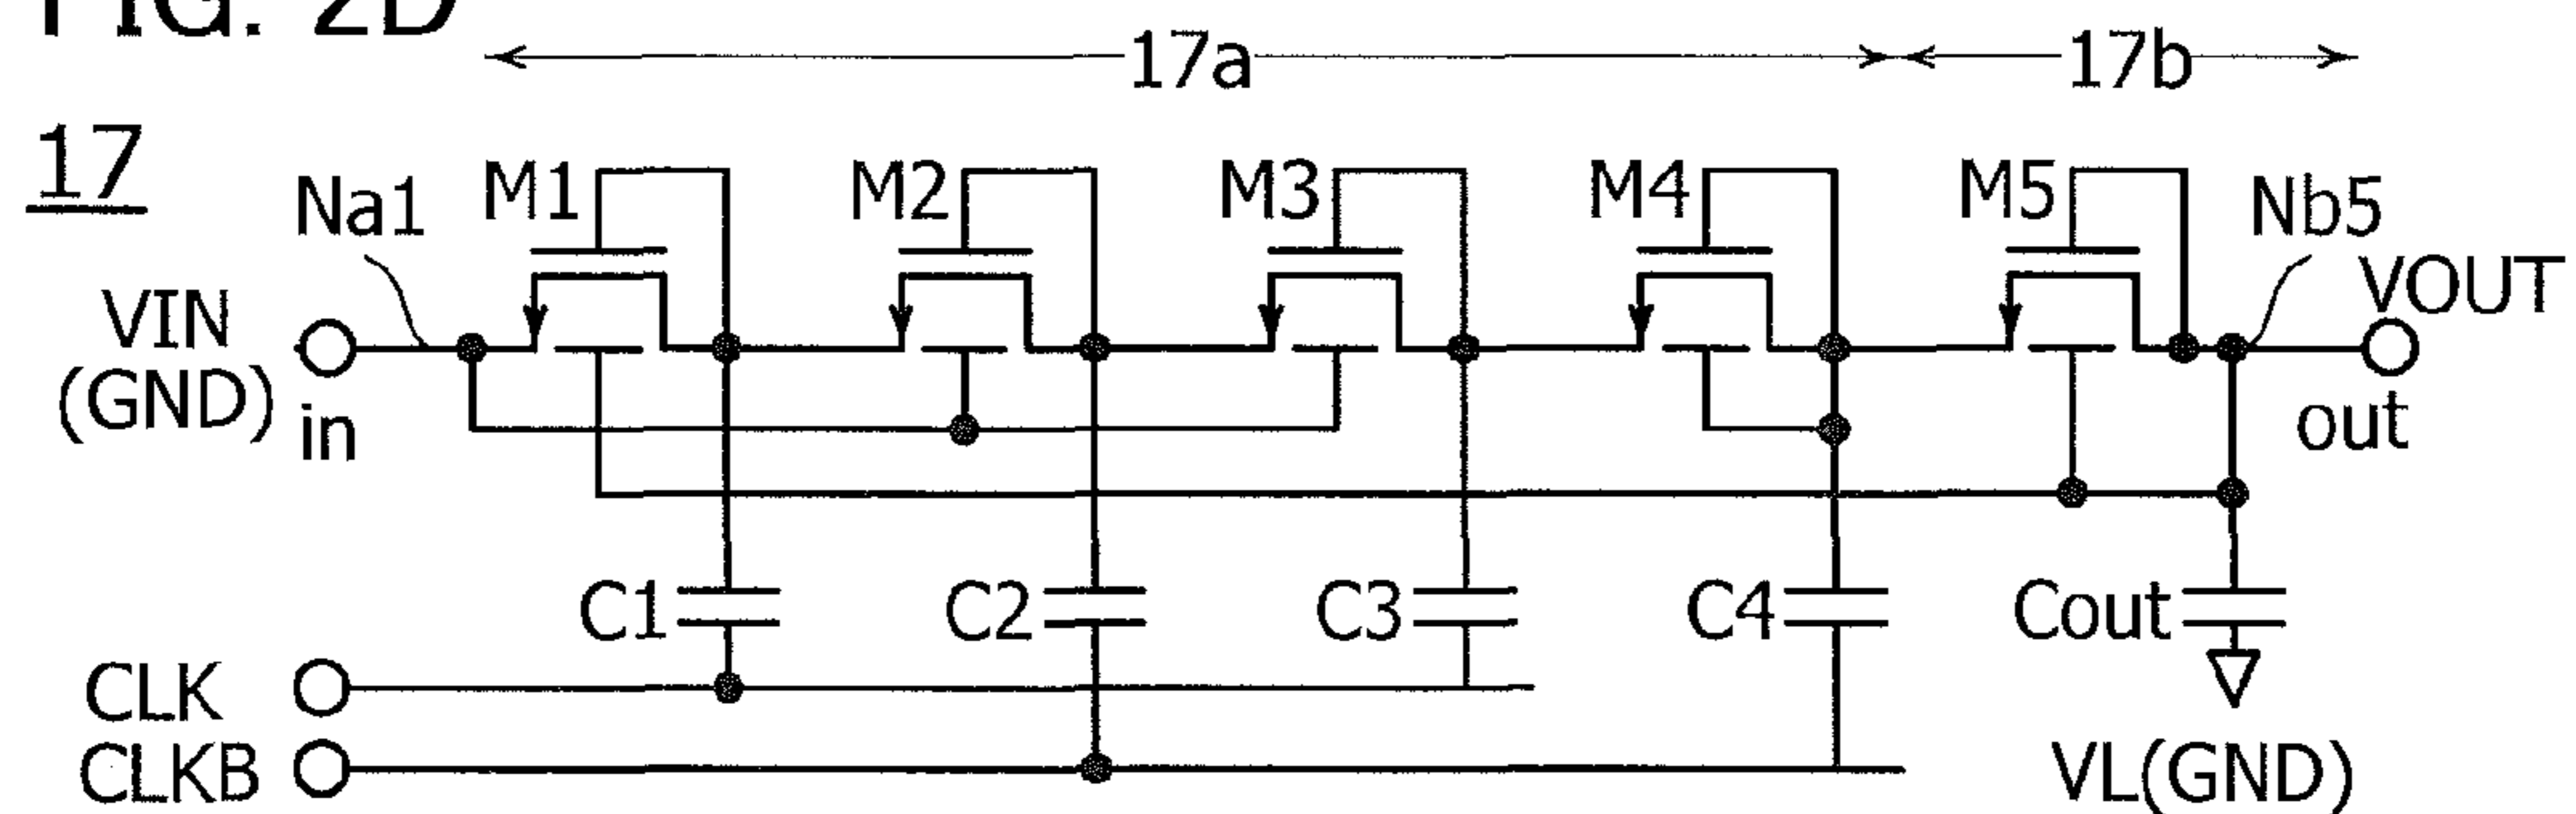 FIG. 2D
17a
17b
17
Na1
M1
M2
M3
M4
M5
Nb5
VIN
(GND)
in
VOUT
out
C1
C2
C3
C4
Cout
CLK
CLKB
VL(GND)